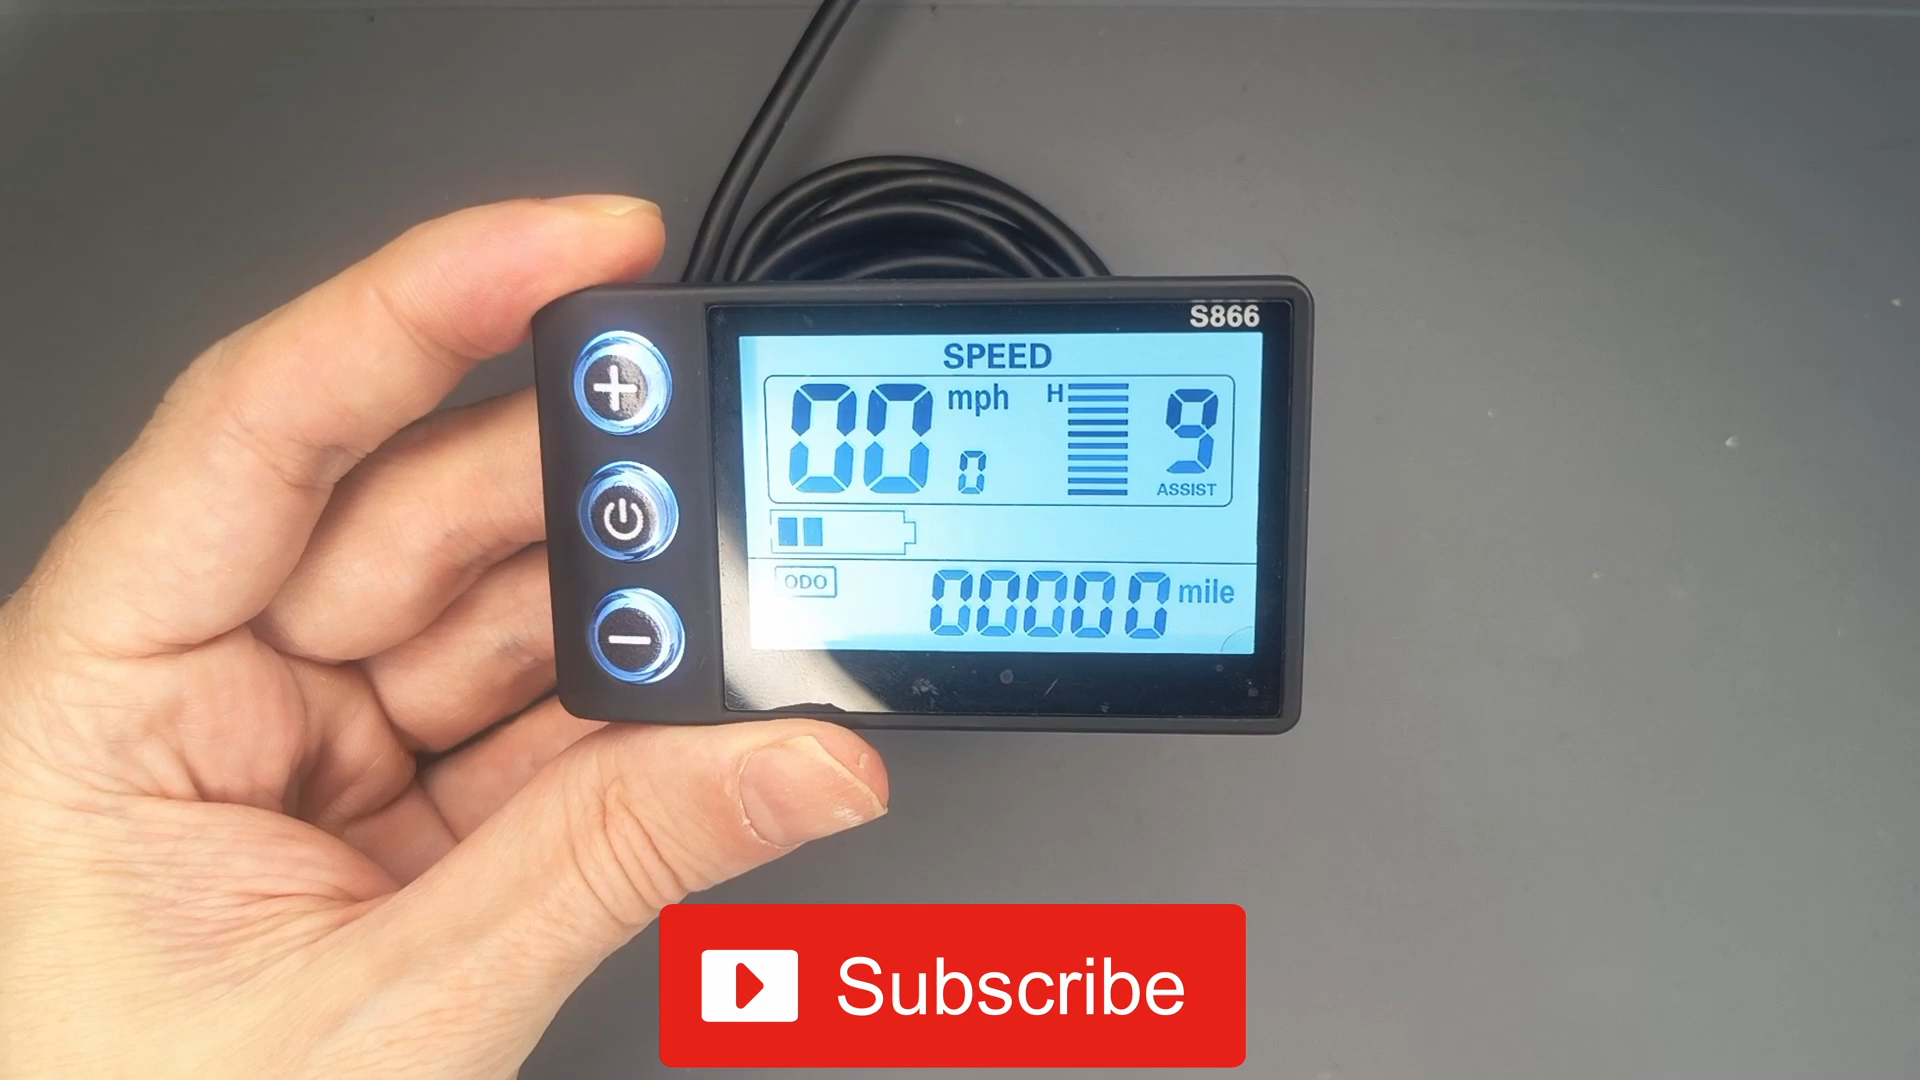 S866
SPEED
00 0 mph H 9
ASSIST
ODO 00000 mile
Subscribe